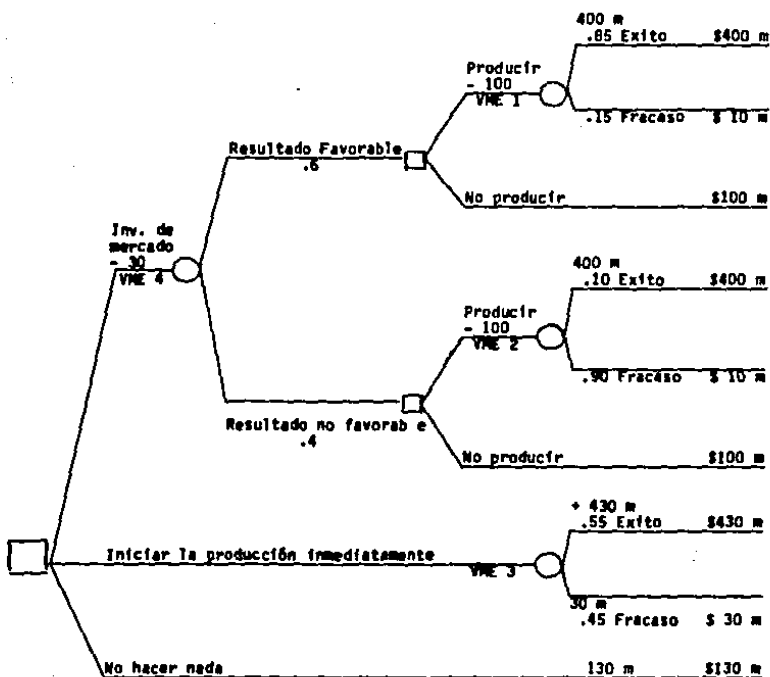 400 m
.85 Exito $400 m
Producir
- 100
VME 1
.15 Fracaso $ 10 m
Resultado Favorable
.6
No producir $100 m
Inv. de
mercado
- 30
VME 4
400 m
.10 Exito $400 m
Producir
- 100
VME 2
.90 Fracaso $ 10 m
Resultado no favorab e
.4
No producir $100 m
+ 430 m
.55 Exito $430 m
Iniciar la producción inmediatamente
VME 3
30 m
.45 Fracaso $ 30 m
No hacer nada 130 m $130 m